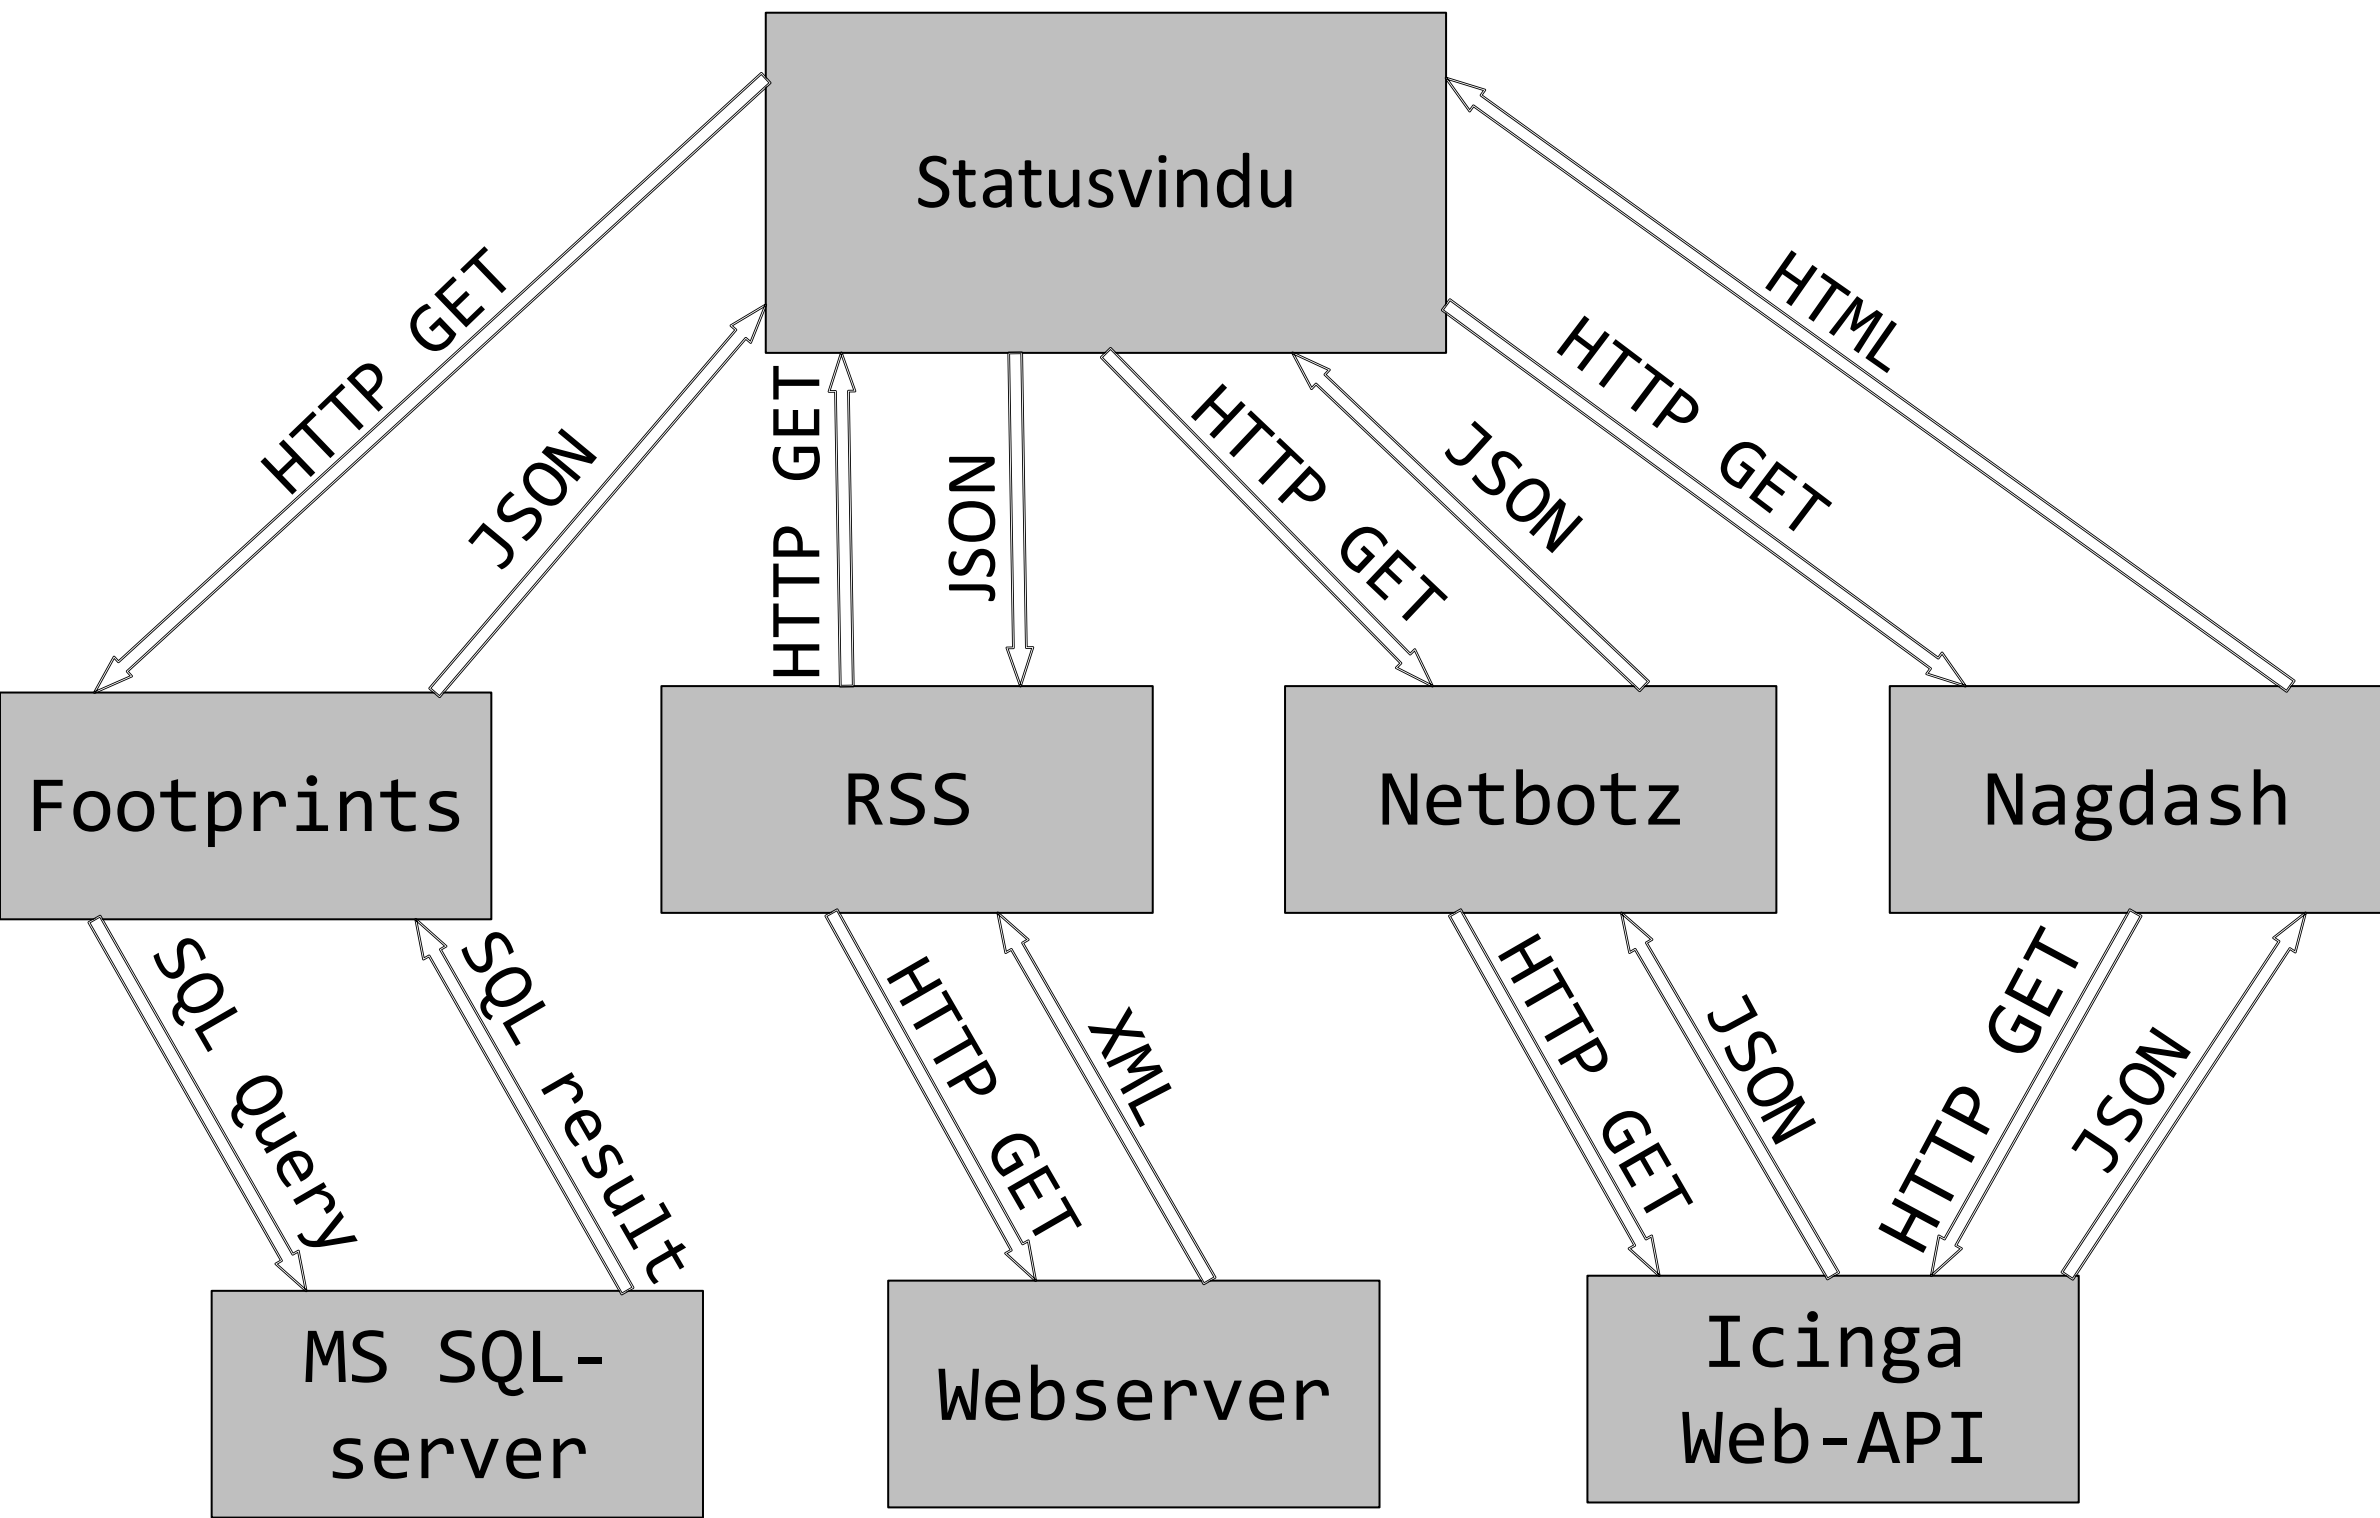 Statusvindu
HTTP GET
JSON
HTTP GET
JSON
HTTP GET
JSON
HTTP GET
HTML
Footprints
RSS
Netbotz
Nagdash
SQL Query
SQL result
HTTP GET
XML
HTTP GET
JSON
HTTP GET
JSON
MS SQL-
server
Webserver
Icinga
Web-API